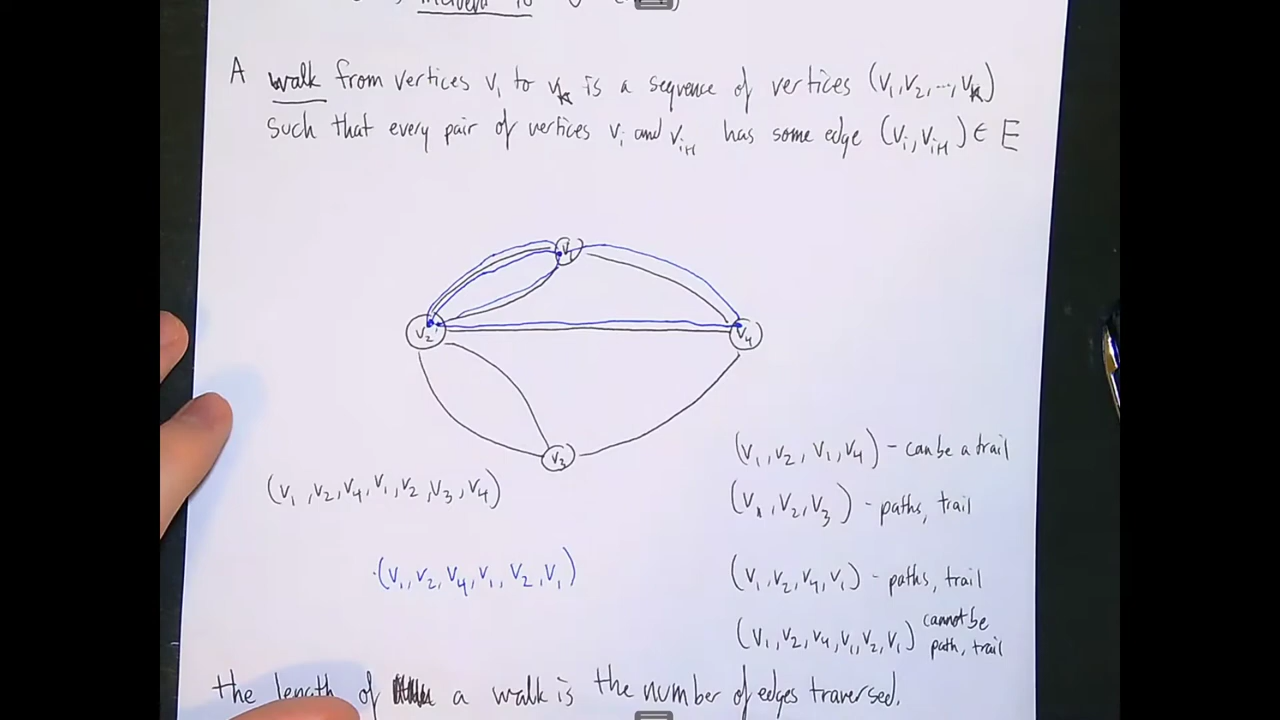 incident to
A walk from vertices v₁ to vₖ is a sequence of vertices (v₁, v₂, ..., vₖ)
such that every pair of vertices vᵢ and vᵢ₊₁ has some edge (vᵢ, vᵢ₊₁) ∈ E
v₁
v₂
v₄
v₃
(v₁, v₂, v₄, v₁, v₂, v₃, v₄)
(v₁, v₂, v₄, v₁, v₂, v₁)
(v₁, v₂, v₁, v₄) - can be a trail
(v₁, v₂, v₃) - paths, trail
(v₁, v₂, v₄, v₁) - paths, trail
(v₁, v₂, v₄, v₁, v₂, v₁) cannot be
path, trail
the length of a walk is the number of edges traversed.